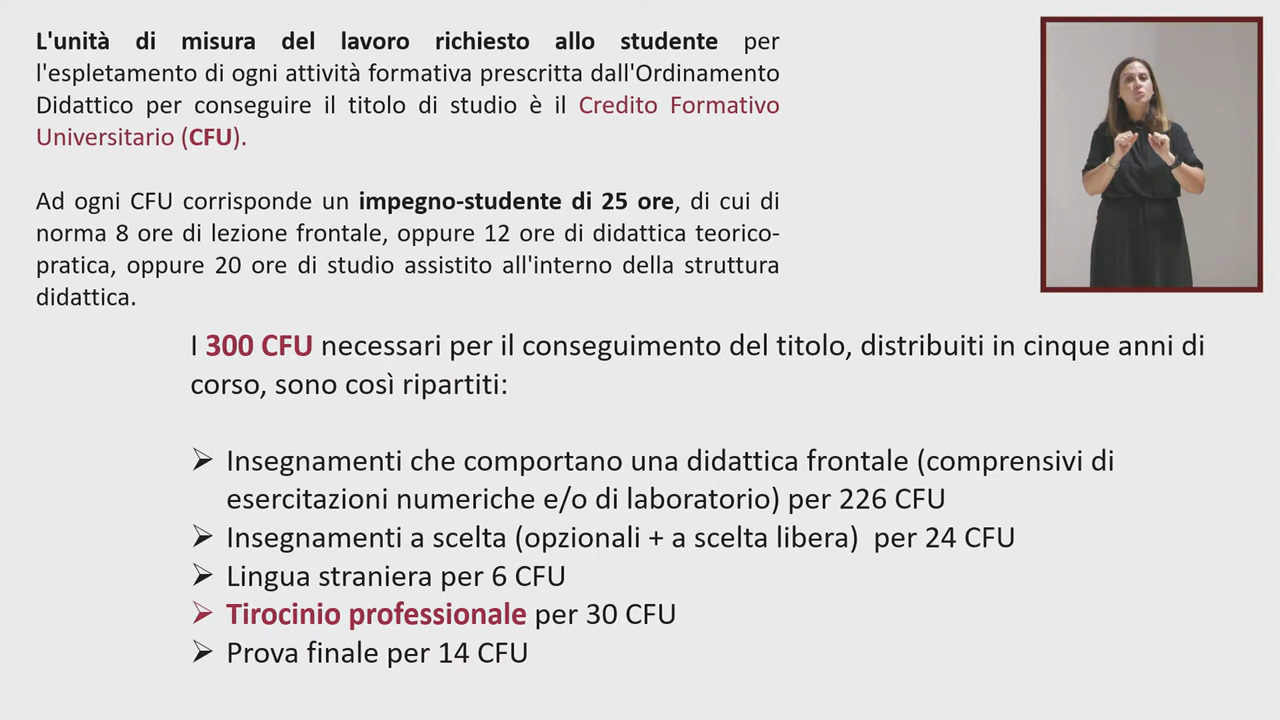 L'unità di misura del lavoro richiesto allo studente per
l'espletamento di ogni attività formativa prescritta dall'Ordinamento
Didattico per conseguire il titolo di studio è il Credito Formativo
Universitario (CFU).
Ad ogni CFU corrisponde un impegno-studente di 25 ore, di cui di
norma 8 ore di lezione frontale, oppure 12 ore di didattica teorico-
pratica, oppure 20 ore di studio assistito all'interno della struttura
didattica.
I 300 CFU necessari per il conseguimento del titolo, distribuiti in cinque anni di
corso, sono così ripartiti:
➢ Insegnamenti che comportano una didattica frontale (comprensivi di
esercitazioni numeriche e/o di laboratorio) per 226 CFU
➢ Insegnamenti a scelta (opzionali + a scelta libera) per 24 CFU
➢ Lingua straniera per 6 CFU
➢ Tirocinio professionale per 30 CFU
➢ Prova finale per 14 CFU